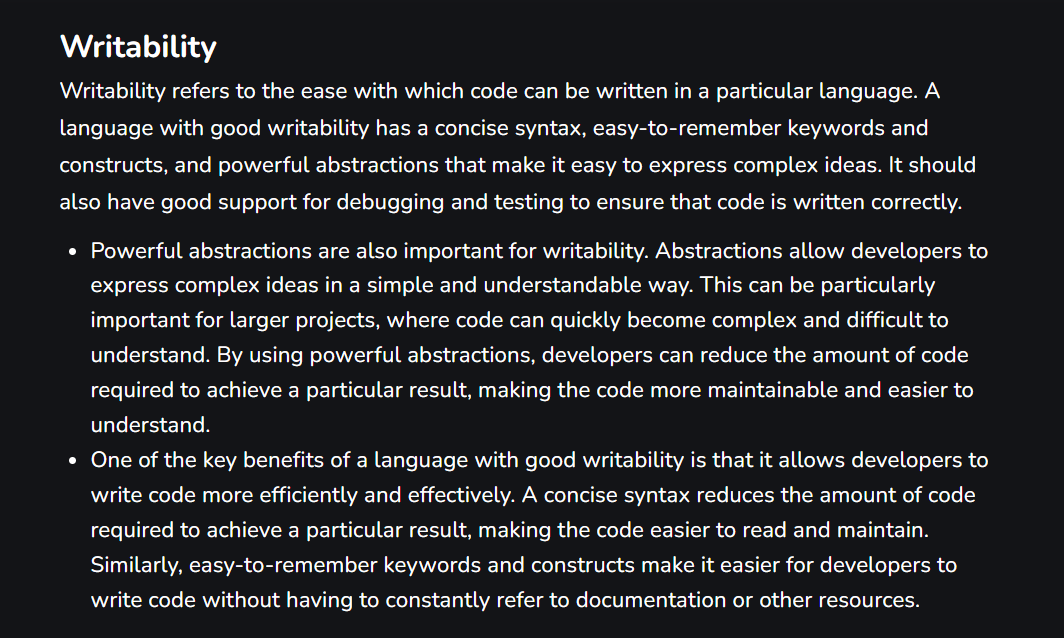 Writability
Writability refers to the ease with which code can be written in a particular language. A
language with good writability has a concise syntax, easy-to-remember keywords and
constructs, and powerful abstractions that make it easy to express complex ideas. It should
also have good support for debugging and testing to ensure that code is written correctly.
• Powerful abstractions are also important for writability. Abstractions allow developers to
express complex ideas in a simple and understandable way. This can be particularly
important for larger projects, where code can quickly become complex and difficult to
understand. By using powerful abstractions, developers can reduce the amount of code
required to achieve a particular result, making the code more maintainable and easier to
understand.
• One of the key benefits of a language with good writability is that it allows developers to
write code more efficiently and effectively. A concise syntax reduces the amount of code
required to achieve a particular result, making the code easier to read and maintain.
Similarly, easy-to-remember keywords and constructs make it easier for developers to
write code without having to constantly refer to documentation or other resources.